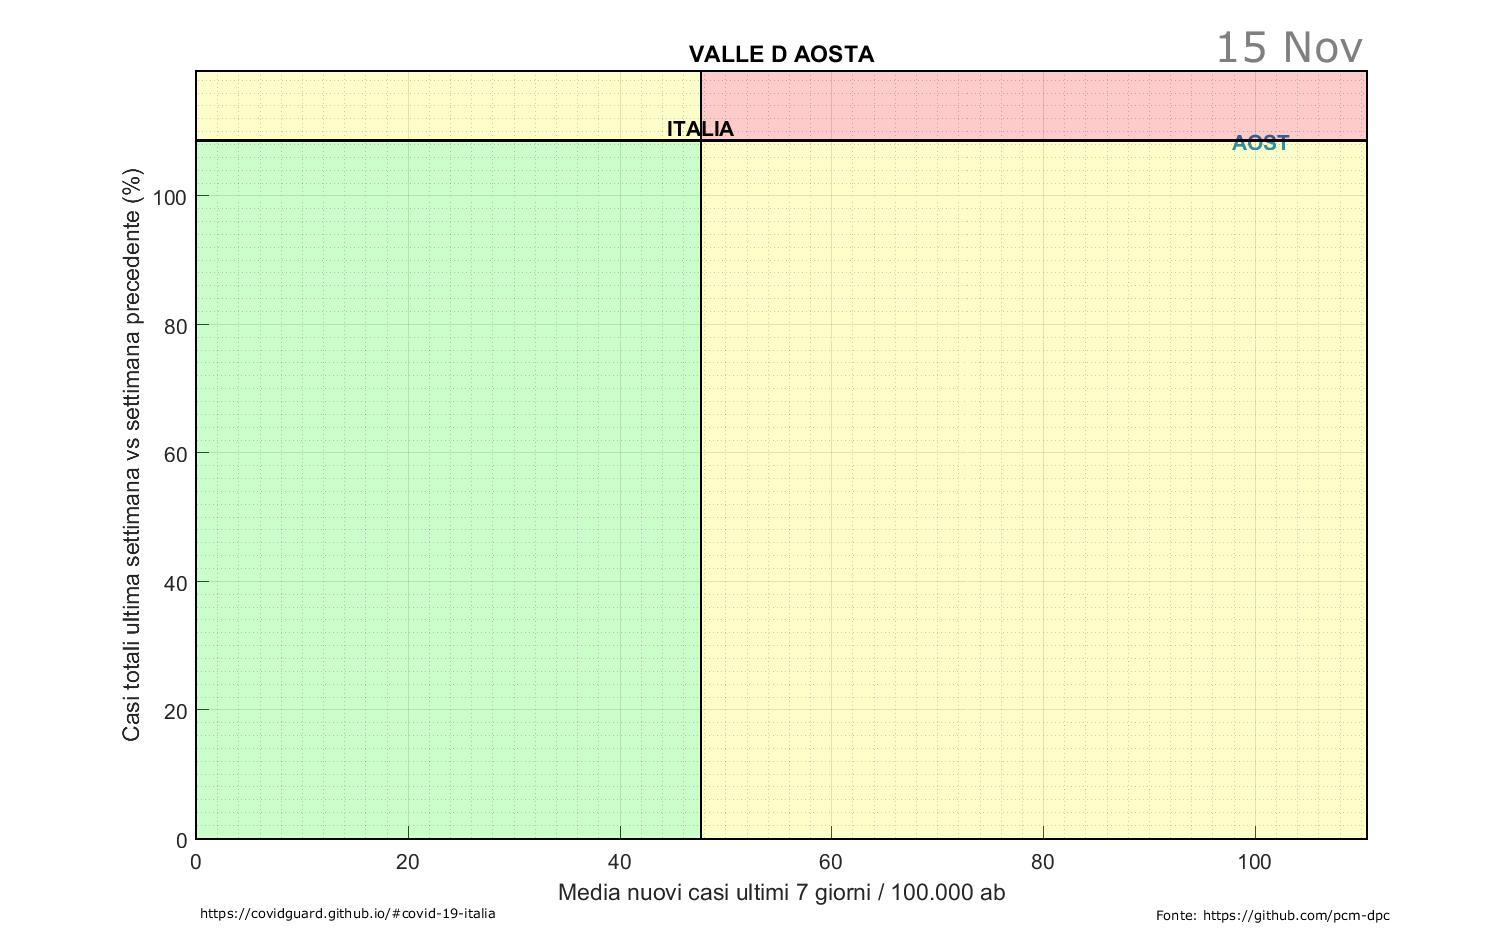 15 Nov
VALLE D AOSTA
ITALIA
AOST
Casi totali ultima settimana vs settimana precedente (%)
100
80
60
40
20
0
0 20 40 60 80 100
Media nuovi casi ultimi 7 giorni / 100.000 ab
https://covidguard.github.io/#covid-19-italia
Fonte: https://github.com/pcm-dpc